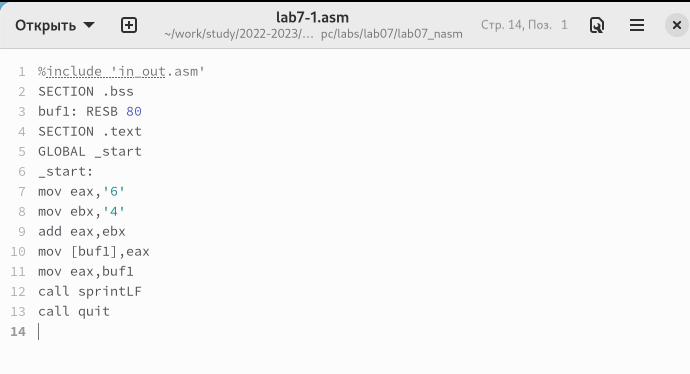 Открыть lab7-1.asm Стр. 14, Поз. 1
~/work/study/2022-2023/... pc/labs/lab07/lab07_nasm
1 %include 'in_out.asm'
2 SECTION .bss
3 buf1: RESB 80
4 SECTION .text
5 GLOBAL _start
6 _start:
7 mov eax,'6'
8 mov ebx,'4'
9 add eax,ebx
10 mov [buf1],eax
11 mov eax,buf1
12 call sprintLF
13 call quit
14